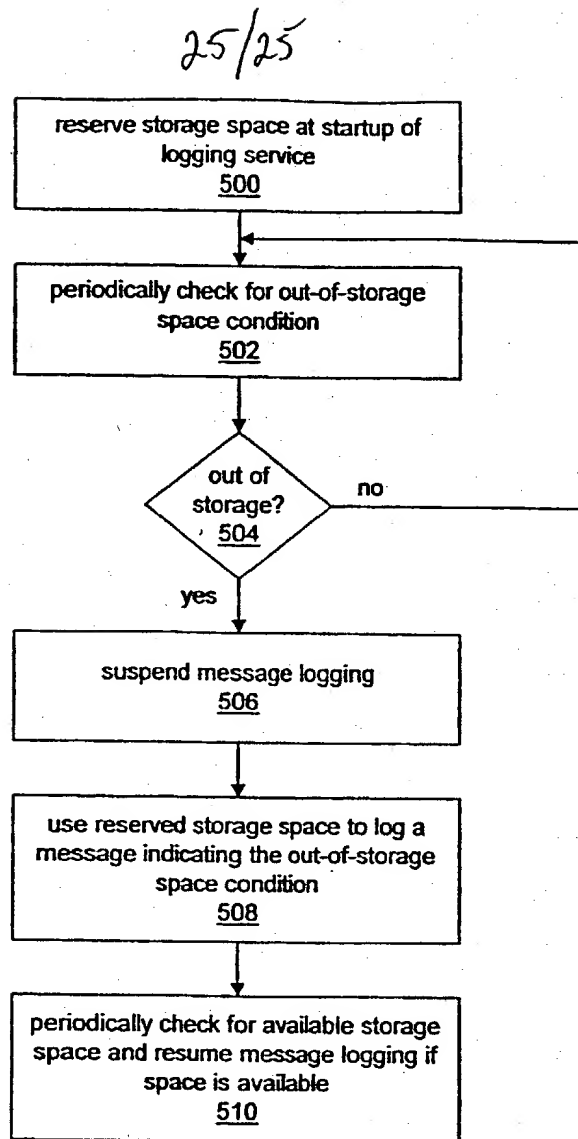 25/25
reserve storage space at startup of
logging service
500
periodically check for out-of-storage
space condition
502
out of
storage?
504
no
yes
suspend message logging
506
use reserved storage space to log a
message indicating the out-of-storage
space condition
508
periodically check for available storage
space and resume message logging if
space is available
510